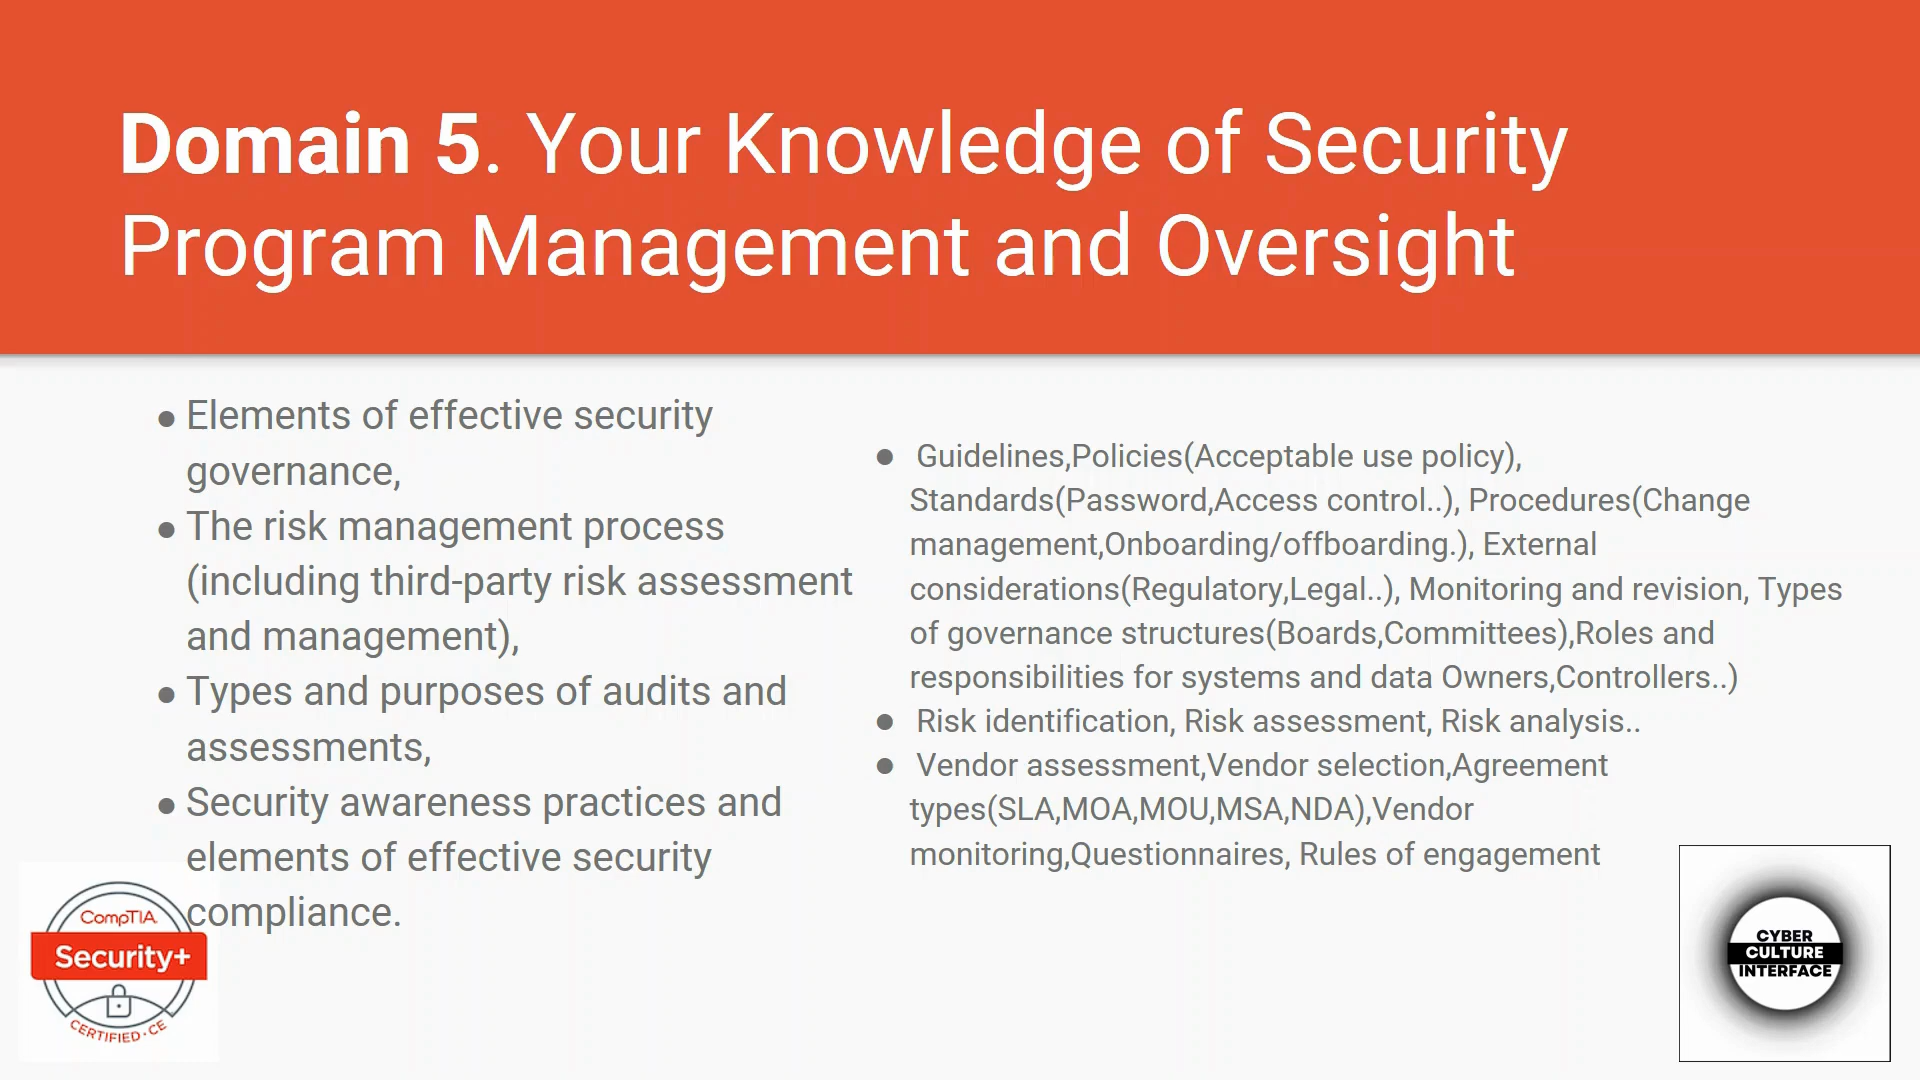 Domain 5. Your Knowledge of Security
Program Management and Oversight
● Elements of effective security
governance,
● The risk management process
(including third-party risk assessment
and management),
● Types and purposes of audits and
assessments,
● Security awareness practices and
elements of effective security
compliance.
● Guidelines,Policies(Acceptable use policy),
Standards(Password,Access control..), Procedures(Change
management,Onboarding/offboarding.), External
considerations(Regulatory,Legal..), Monitoring and revision, Types
of governance structures(Boards,Committees),Roles and
responsibilities for systems and data Owners,Controllers..)
● Risk identification, Risk assessment, Risk analysis..
● Vendor assessment,Vendor selection,Agreement
types(SLA,MOA,MOU,MSA,NDA),Vendor
monitoring,Questionnaires, Rules of engagement
CompTIA.
Security+
CERTIFIED·CE
CYBER
CULTURE
INTERFACE